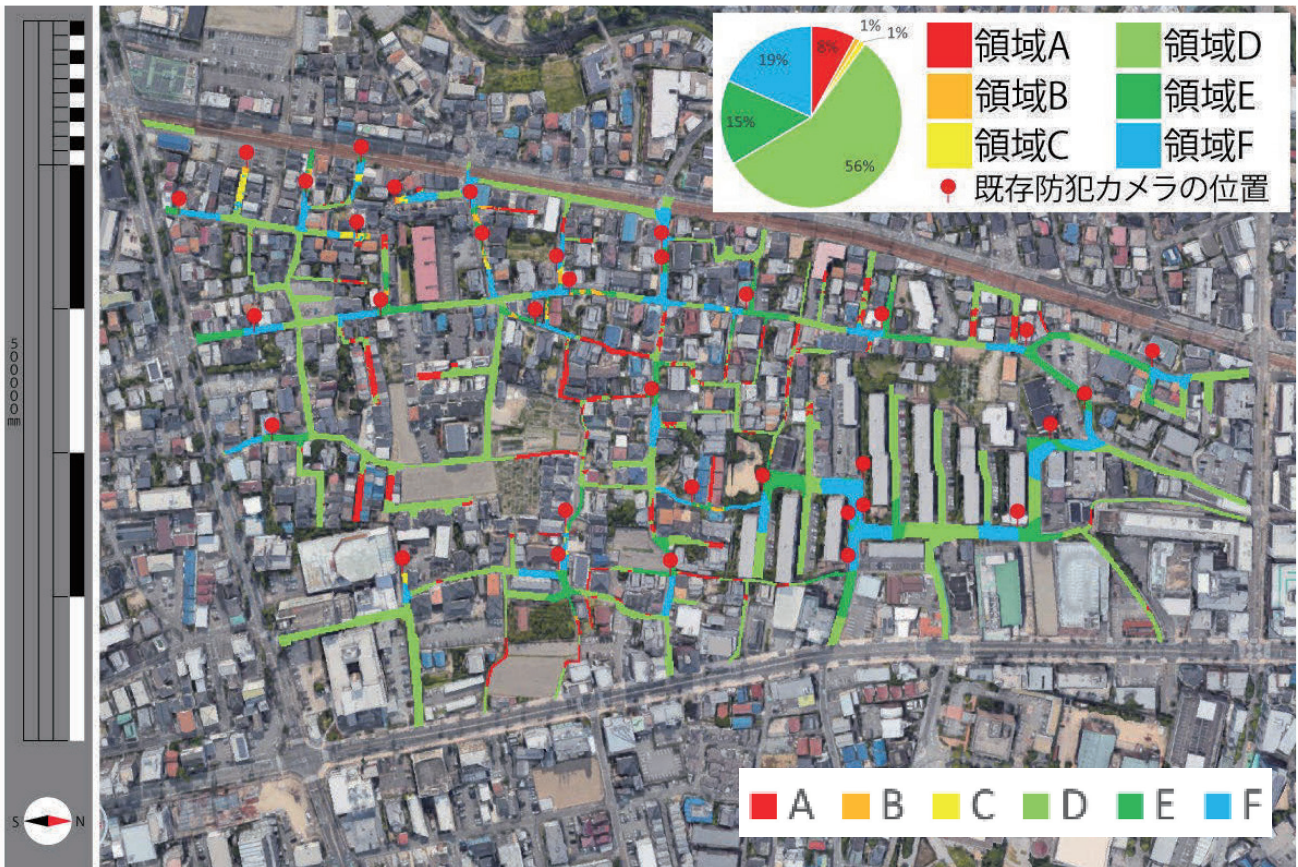 1%
1%
8%
19%
15%
56%
領域A
領域D
領域B
領域E
領域C
領域F
既存防犯カメラの位置
50000mm
S N
A B C D E F